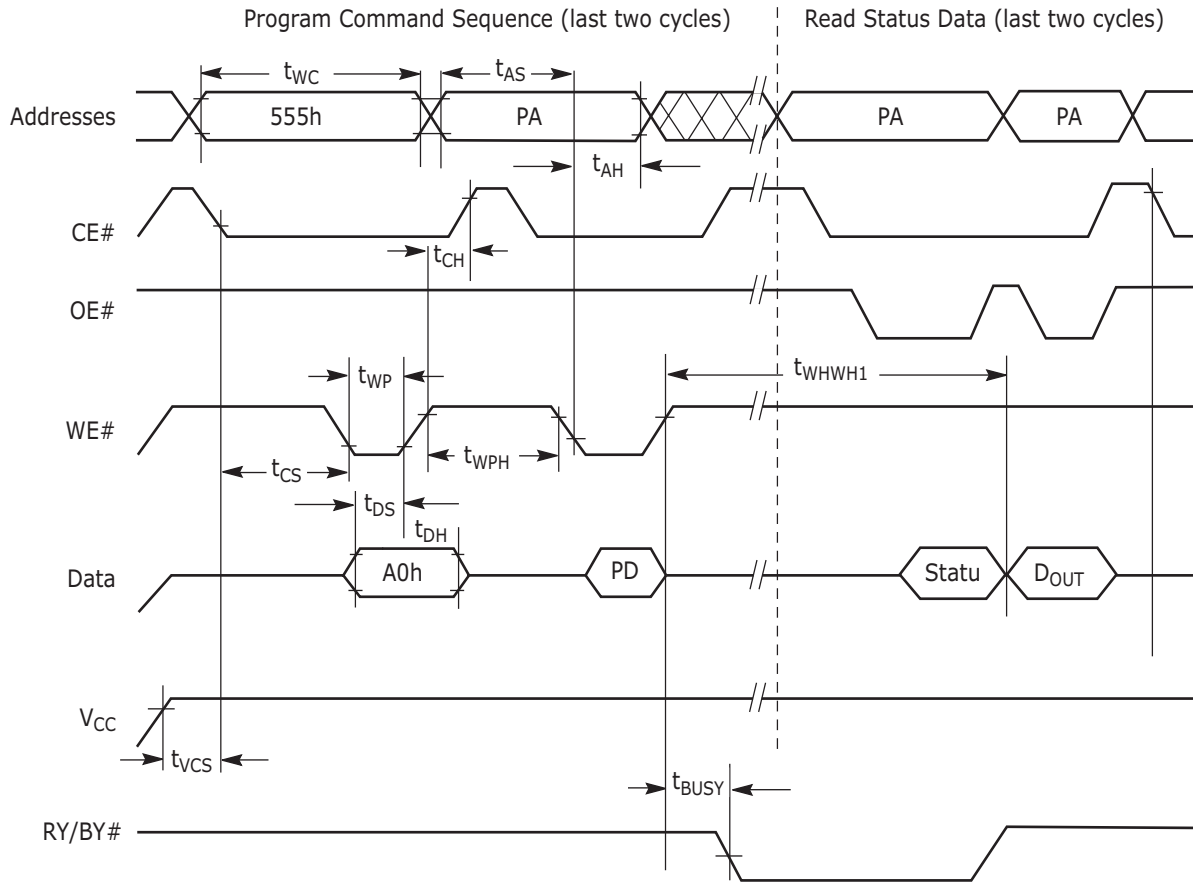 Program Command Sequence (last two cycles)
Read Status Data (last two cycles)
tWC
tAS
Addresses
555h
PA
PA
PA
tAH
CE#
tCH
OE#
tWP
tWHWH1
WE#
tCS
tWPH
tDS
tDH
Data
A0h
PD
Statu
DOUT
VCC
tVCS
tBUSY
RY/BY#